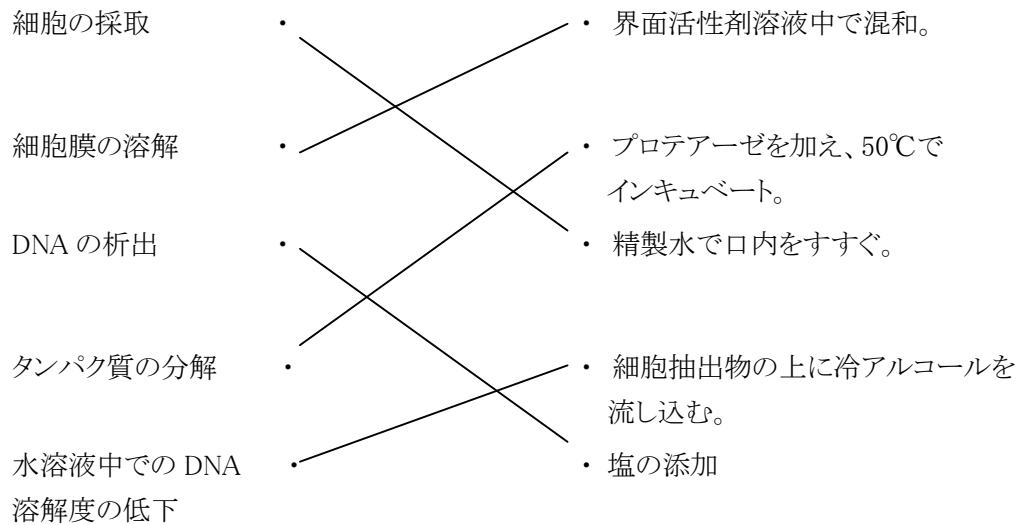 細胞の採取 ・ ・ 界面活性剤溶液中で混和。
細胞膜の溶解 ・ ・ プロテアーゼを加え、50℃で
インキュベート。
DNA の析出 ・ ・ 精製水で口内をすすぐ。
タンパク質の分解 ・ ・ 細胞抽出物の上に冷アルコールを
流し込む。
水溶液中での DNA ・ ・ 塩の添加
溶解度の低下